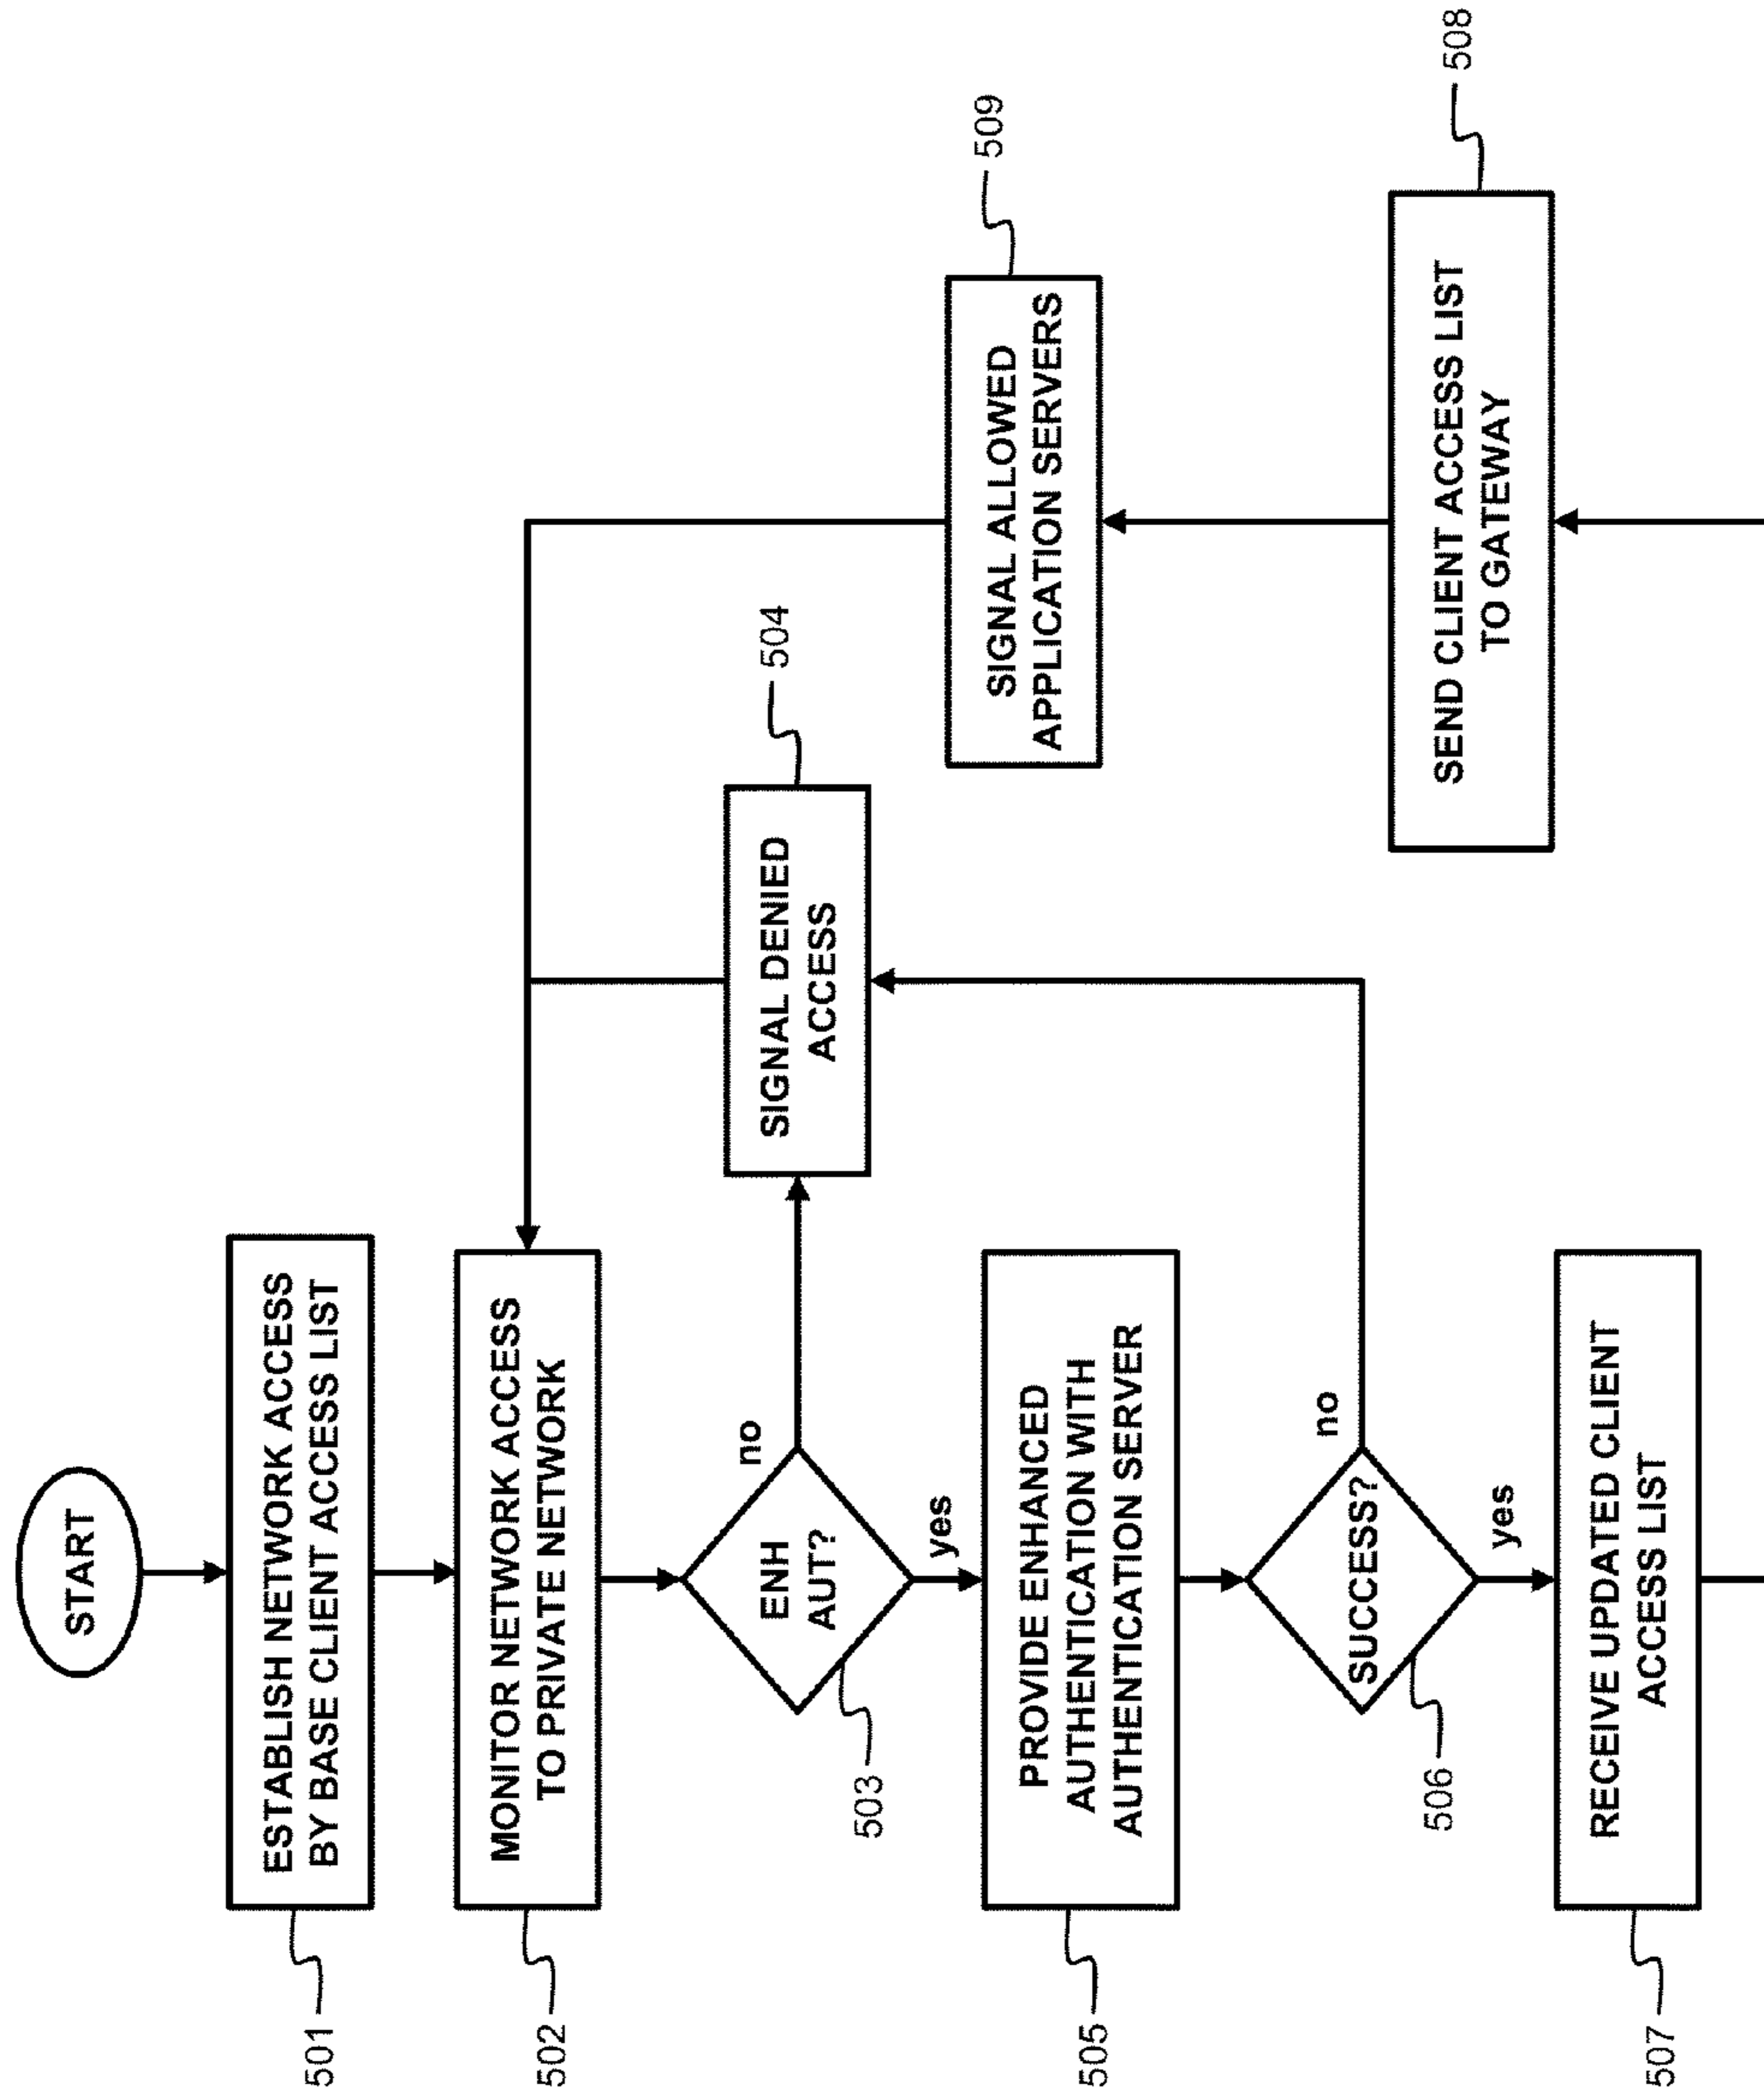 START
ESTABLISH NETWORK ACCESS
BY BASE CLIENT ACCESS LIST
501
MONITOR NETWORK ACCESS
TO PRIVATE NETWORK
502
ENH
AUT?
503
no
yes
SIGNAL DENIED
ACCESS
504
PROVIDE ENHANCED
AUTHENTICATION WITH
AUTHENTICATION SERVER
505
SUCCESS?
506
no
yes
RECEIVE UPDATED CLIENT
ACCESS LIST
507
SEND CLIENT ACCESS LIST
TO GATEWAY
508
SIGNAL ALLOWED
APPLICATION SERVERS
509